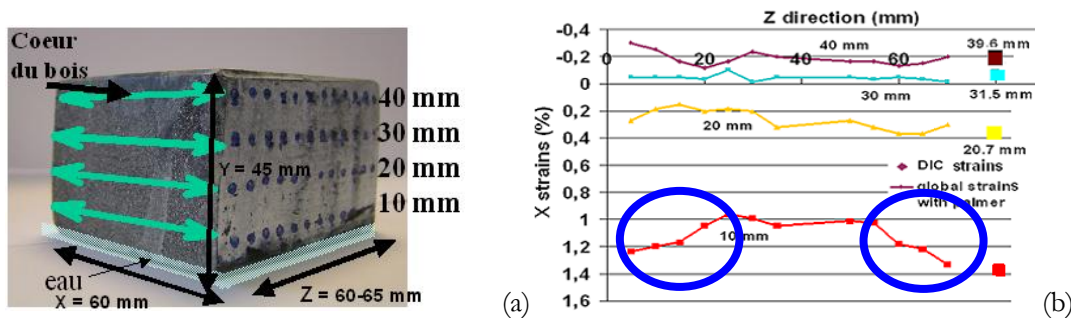 Coeur
du bois
40 mm
30 mm
20 mm
10 mm
Y = 45 mm
eau
X = 60 mm
Z = 60-65 mm
(a)
Z direction (mm)
-0,4
-0,2
0
0,2
0,4
0,6
0,8
1
1,2
1,4
1,6
X strains (%)
0
20
40
60
40 mm
30 mm
20 mm
10 mm
39.6 mm
31.5 mm
20.7 mm
DIC strains
global strains
with palmer
(b)